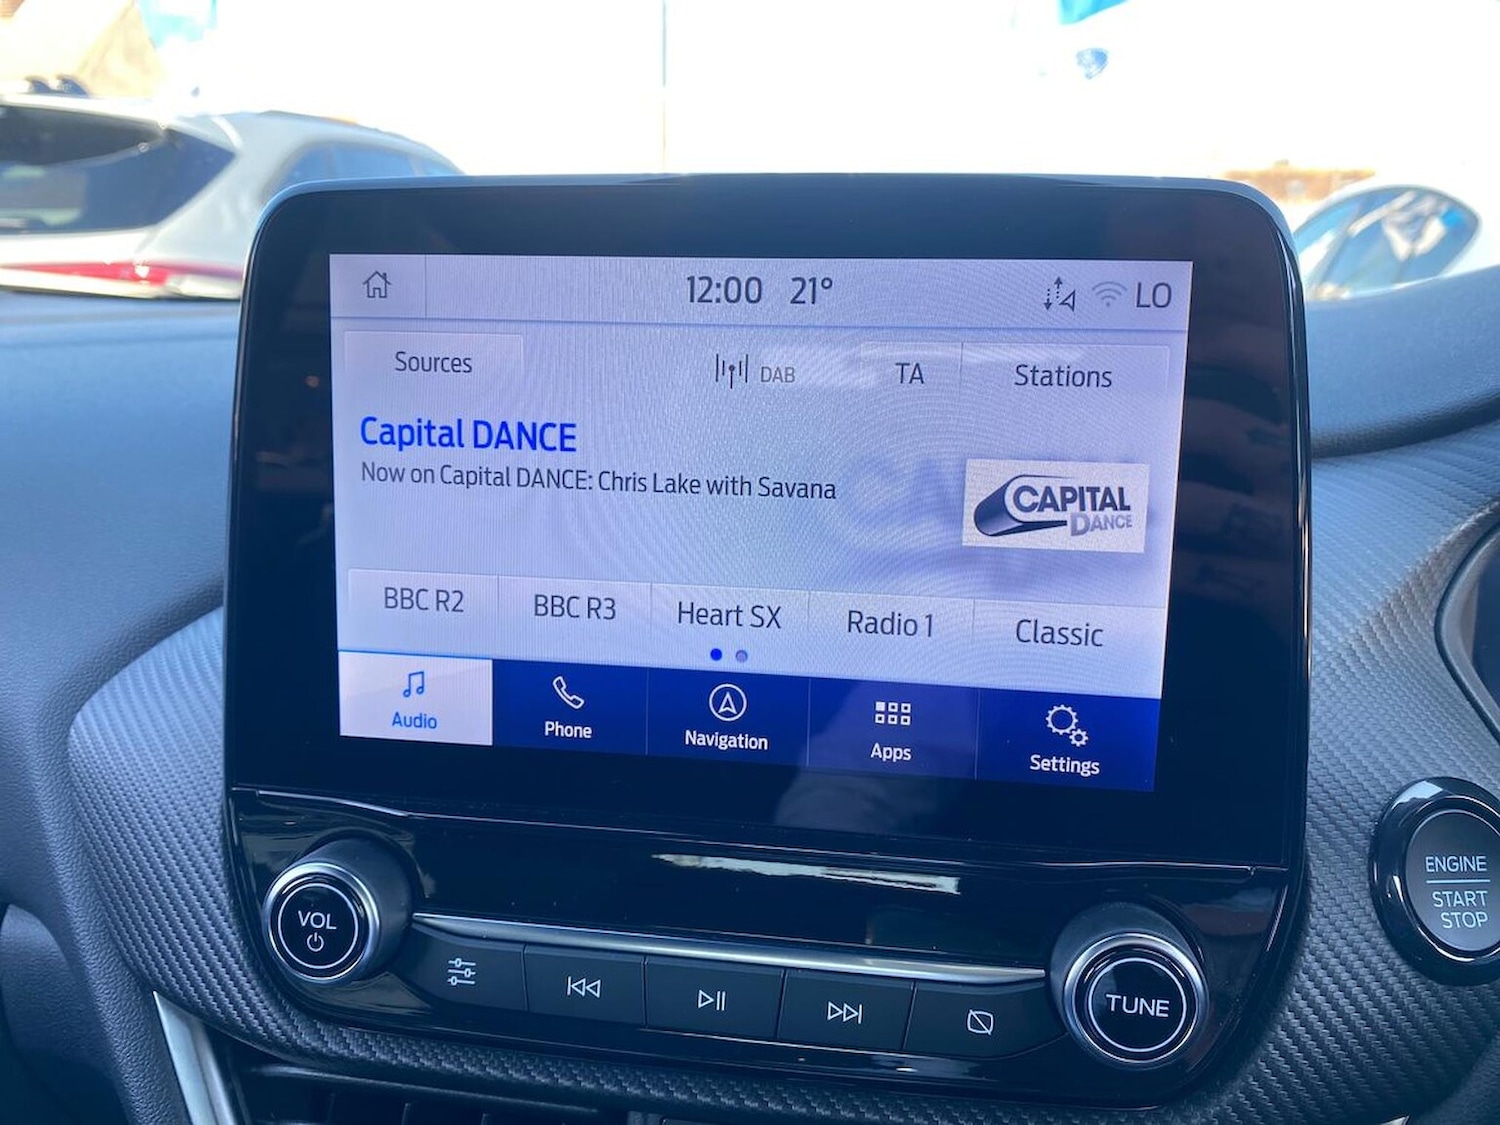 12:00 21° LO
Sources DAB TA Stations
Capital DANCE
Now on Capital DANCE: Chris Lake with Savana
CAPITAL
DANCE
BBC R2 BBC R3 Heart SX Radio 1 Classic
Audio Phone Navigation Apps Settings
VOL
TUNE
ENGINE
START
STOP